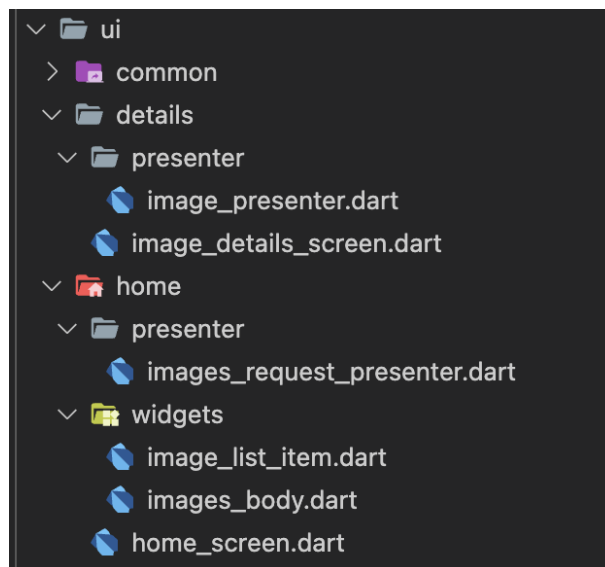 ui
common
details
presenter
image_presenter.dart
image_details_screen.dart
home
presenter
images_request_presenter.dart
widgets
image_list_item.dart
images_body.dart
home_screen.dart